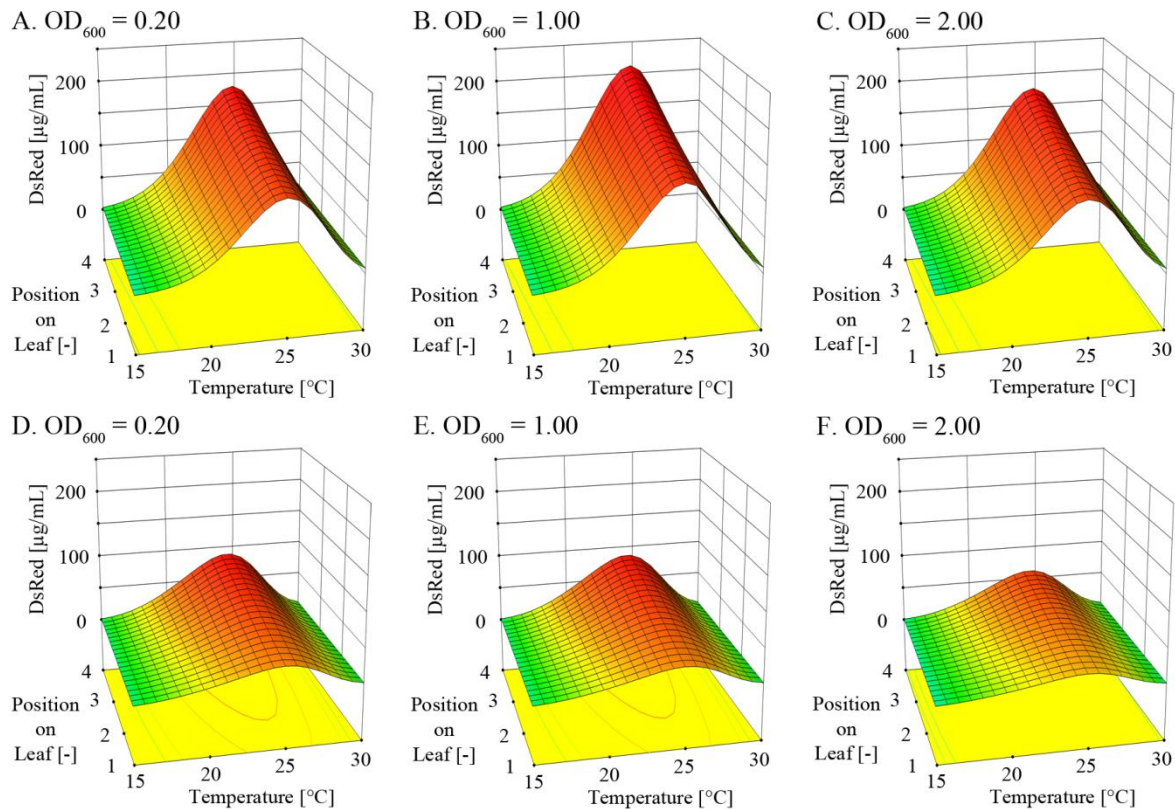 A. OD600 = 0.20
B. OD600 = 1.00
C. OD600 = 2.00
DsRed [µg/mL]
200
100
0
4
3
2
1
Position
on
Leaf [-]
15
20
25
30
Temperature [°C]
DsRed [µg/mL]
200
100
0
4
3
2
1
Position
on
Leaf [-]
15
20
25
30
Temperature [°C]
DsRed [µg/mL]
200
100
0
4
3
2
1
Position
on
Leaf [-]
15
20
25
30
Temperature [°C]
D. OD600 = 0.20
E. OD600 = 1.00
F. OD600 = 2.00
DsRed [µg/mL]
200
100
0
4
3
2
1
Position
on
Leaf [-]
15
20
25
30
Temperature [°C]
DsRed [µg/mL]
200
100
0
4
3
2
1
Position
on
Leaf [-]
15
20
25
30
Temperature [°C]
DsRed [µg/mL]
200
100
0
4
3
2
1
Position
on
Leaf [-]
15
20
25
30
Temperature [°C]